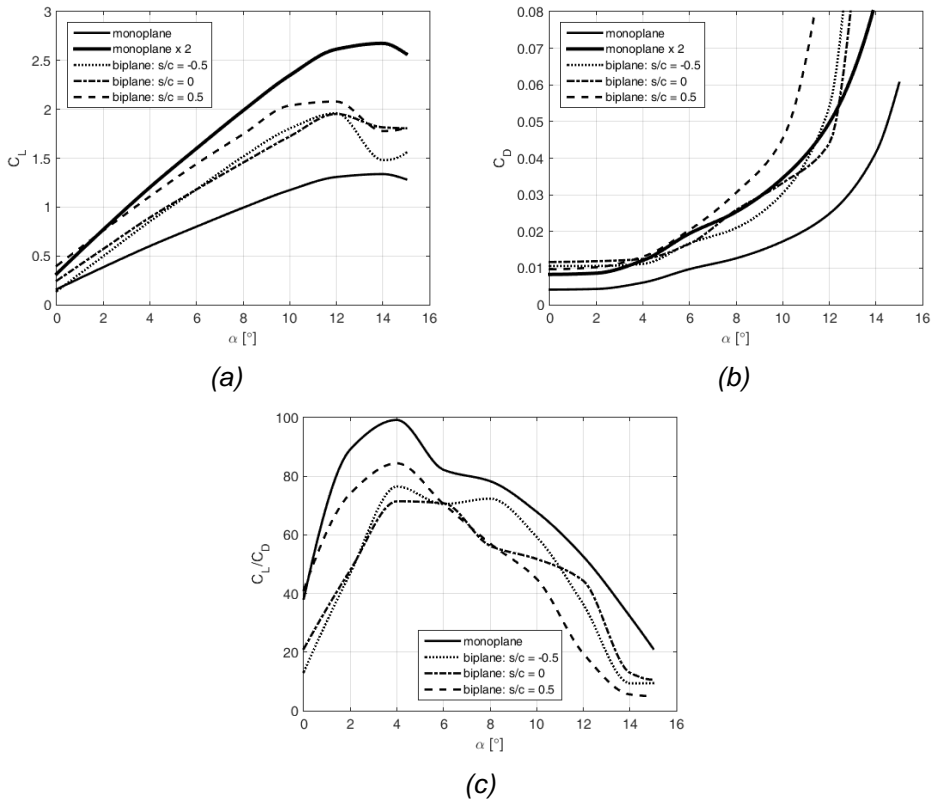 3
2.5
2
1.5
1
0.5
0
C_L
monoplane
monoplane x 2
biplane: s/c = -0.5
biplane: s/c = 0
biplane: s/c = 0.5
0 2 4 6 8 10 12 14 16
α [°]
(a)
0.08
0.07
0.06
0.05
0.04
0.03
0.02
0.01
0.00
C_D
monoplane
monoplane x 2
biplane: s/c = -0.5
biplane: s/c = 0
biplane: s/c = 0.5
0 2 4 6 8 10 12 14 16
α [°]
(b)
100
80
60
40
20
0
C_L/C_D
monoplane
biplane: s/c = -0.5
biplane: s/c = 0
biplane: s/c = 0.5
0 2 4 6 8 10 12 14 16
α [°]
(c)